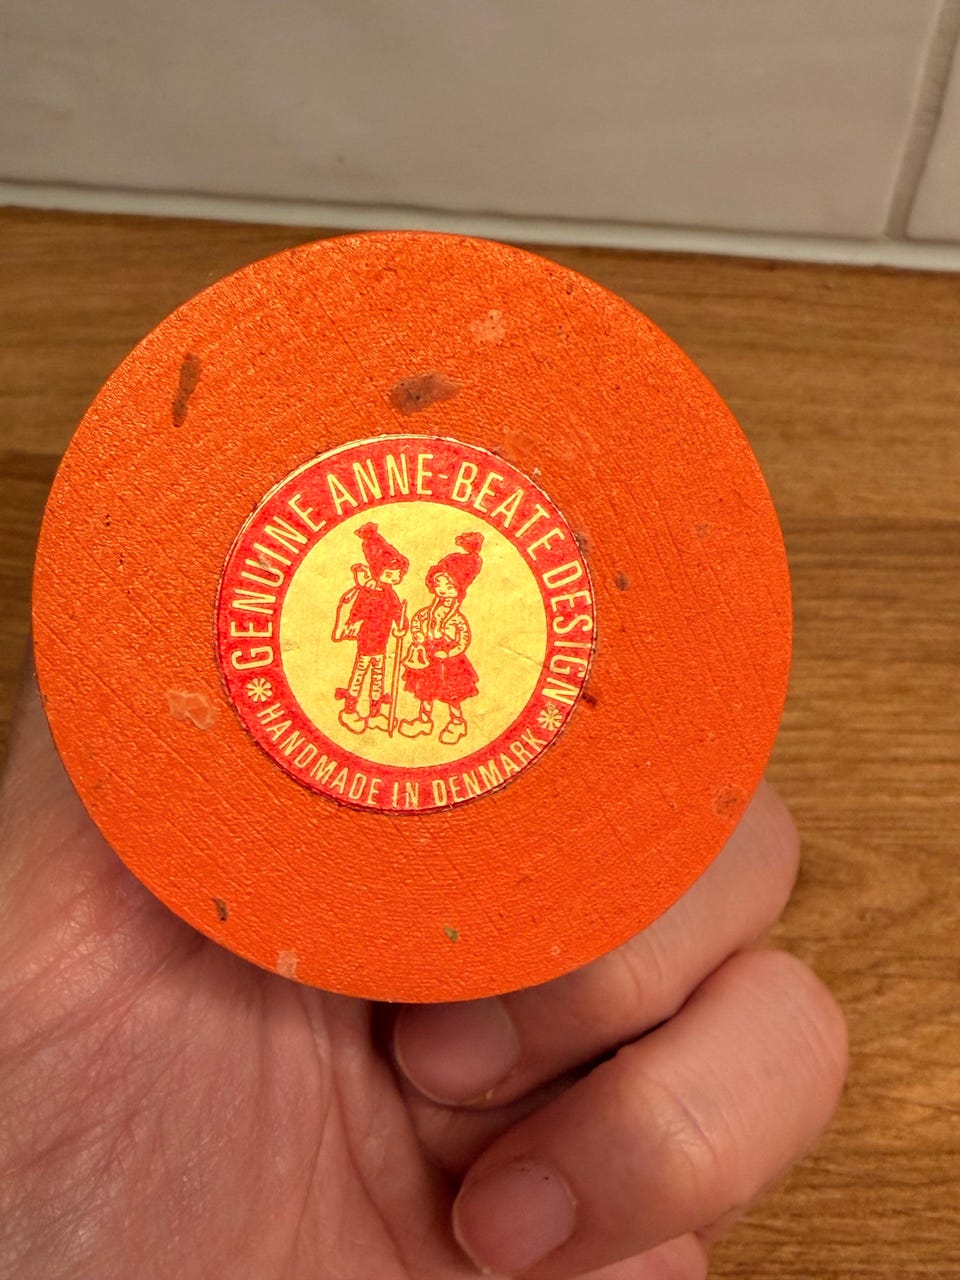 GENUINE ANNE-BEATE DESIGN
HANDMADE IN DENMARK